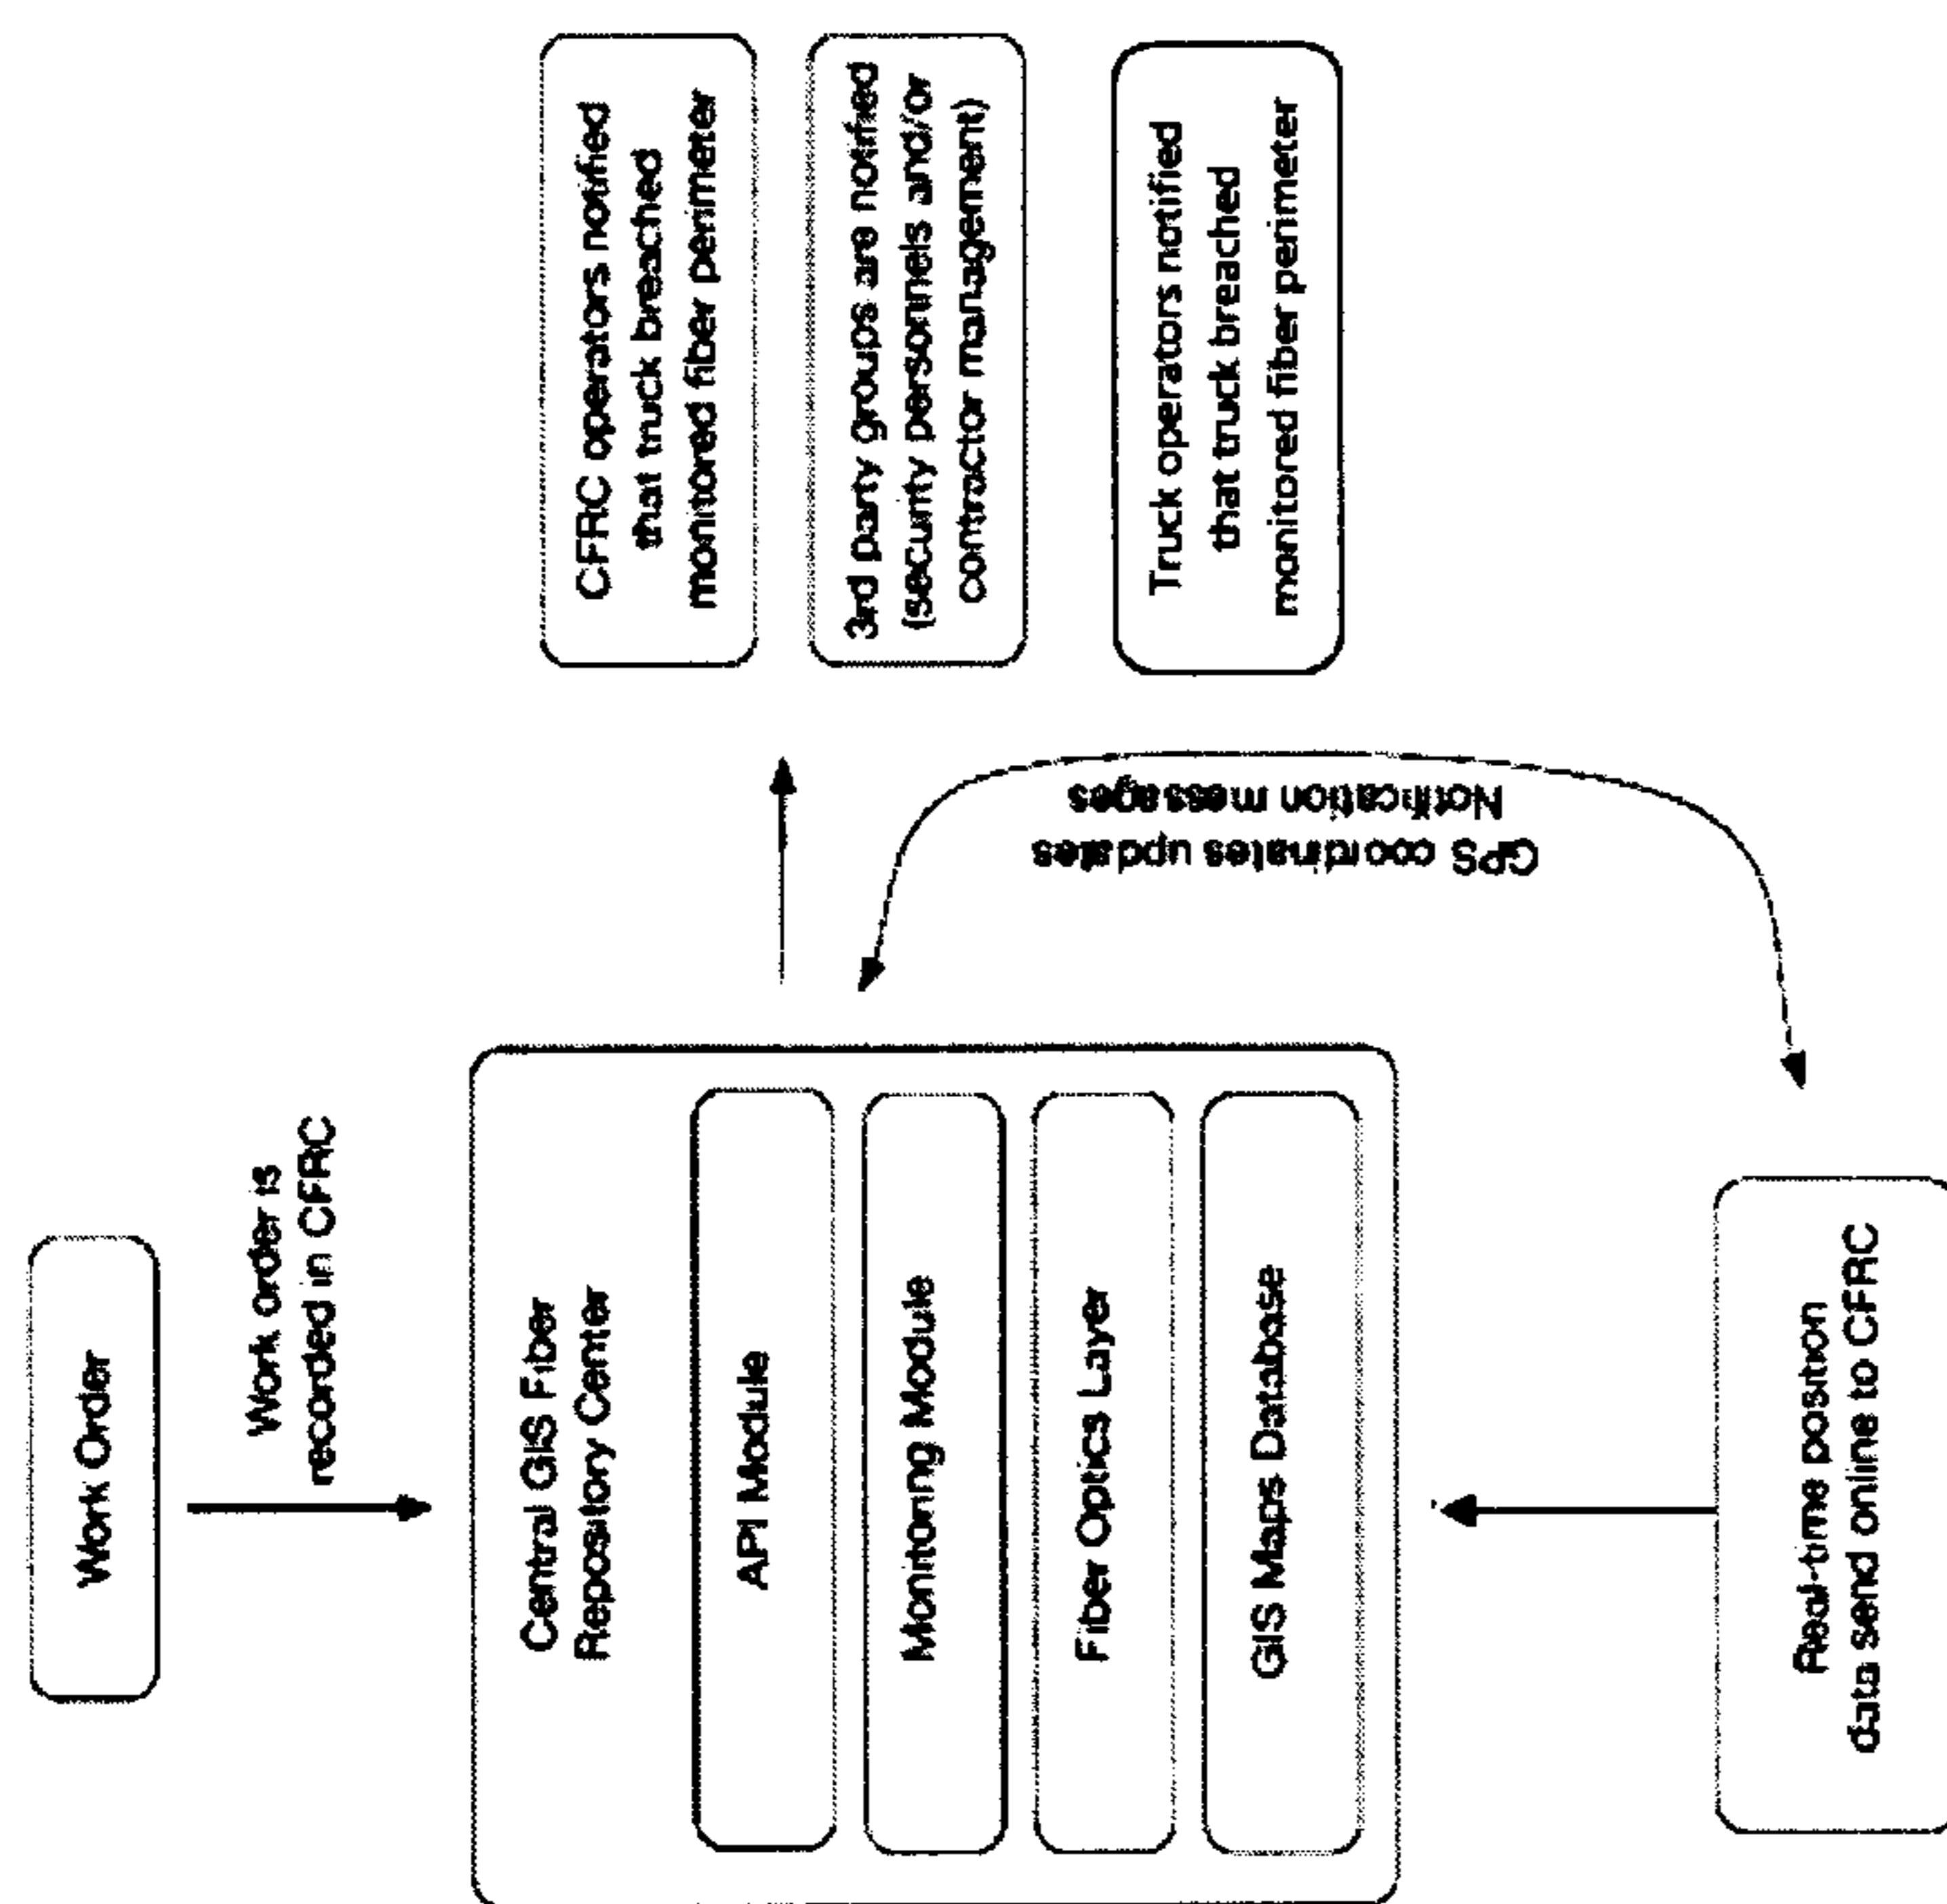 Work Order
Work order is
recorded in CFRC
Central GIS Fiber
Repository Center
API Module
Monitoring Module
Fiber Optics Layer
GIS Maps Database
Real-time position
data send online to CFRC
GPS coordinates updates
Notification messages
CFRC operators notified
that truck breached
monitored fiber perimeter
3rd party groups are notified
(security personnels and/or
contractor management)
Truck operators notified
that truck breached
monitored fiber perimeter